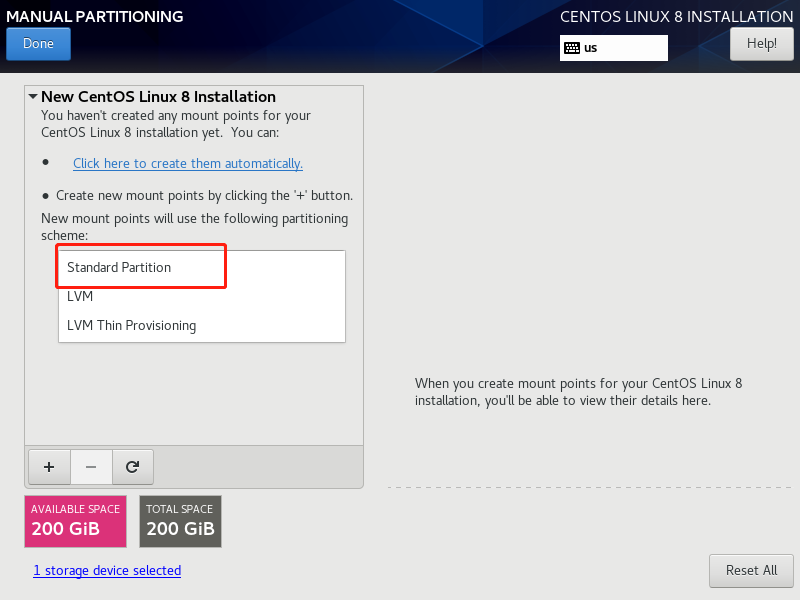 MANUAL PARTITIONING
CENTOS LINUX 8 INSTALLATION
Done
us
Help!
New CentOS Linux 8 Installation
You haven't created any mount points for your
CentOS Linux 8 installation yet. You can:
• Click here to create them automatically.
• Create new mount points by clicking the '+' button.
New mount points will use the following partitioning
scheme:
Standard Partition
LVM
LVM Thin Provisioning
When you create mount points for your CentOS Linux 8
installation, you'll be able to view their details here.
+ −
AVAILABLE SPACE
200 GiB
TOTAL SPACE
200 GiB
1 storage device selected
Reset All